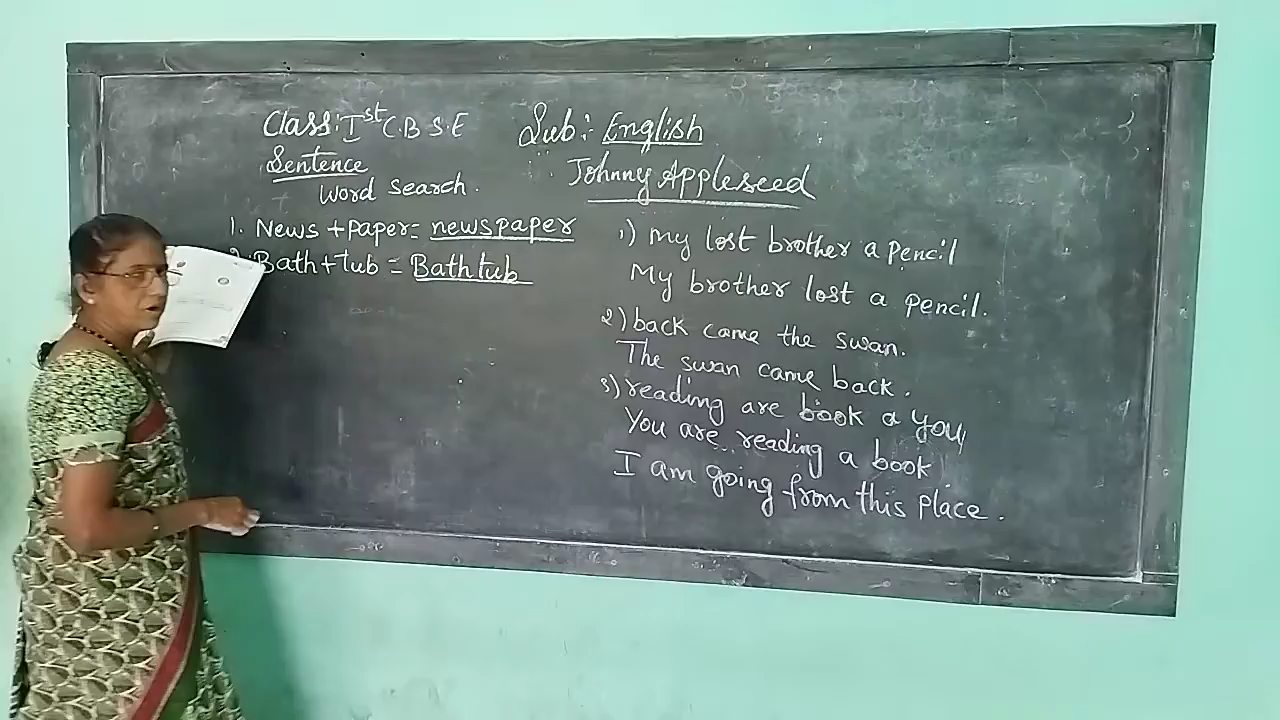 Class: Ist C.B.S.E
Sub:- English
Sentence
Johnny Appleseed
Word search.
1. News + paper = newspaper
2. Bath + tub = Bathtub
1) My lost brother a pencil
My brother lost a pencil.
2) back came the swan.
The swan came back.
3) reading are book a you
You are reading a book
I am going from this place.